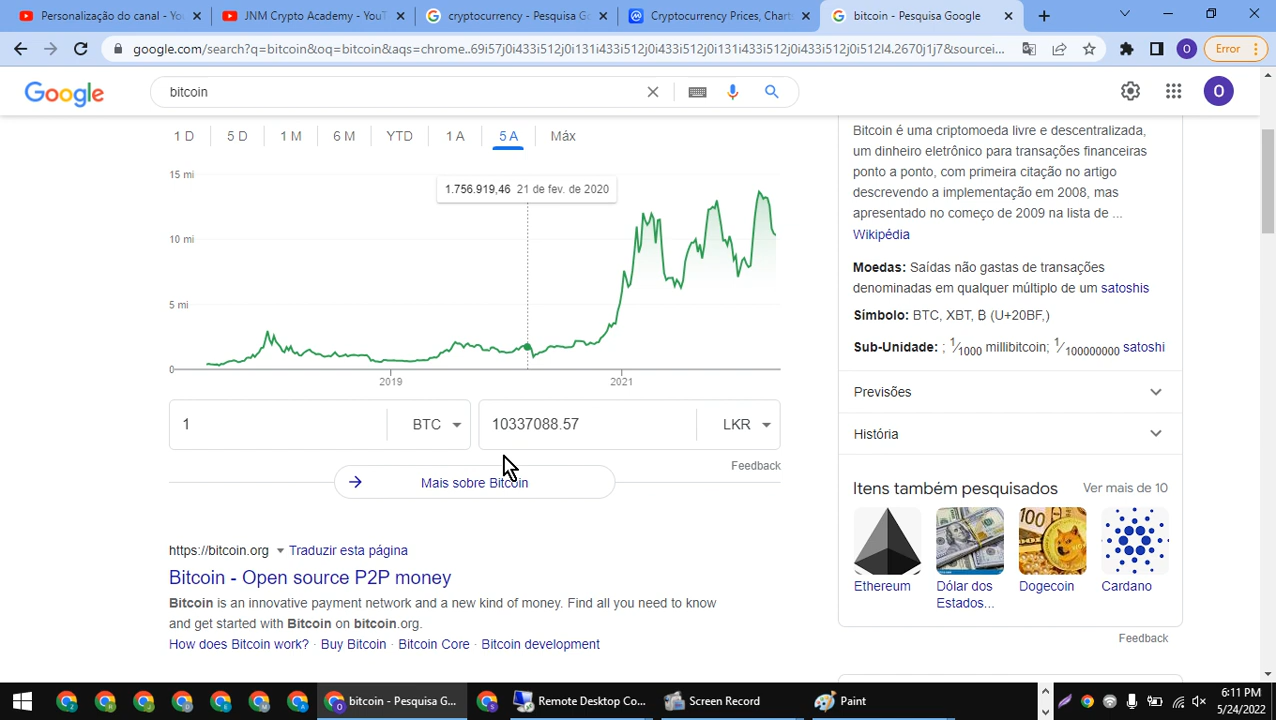 Personalização do canal - Yo
JNM Crypto Academy - YouT
cryptocurrency - Pesquisa Go
Cryptocurrency Prices, Chart
bitcoin - Pesquisa Google
google.com/search?q=bitcoin&oq=bitcoin&aqs=chrome..69i57j0i433i512j0i131i433i512j0i433i512j0i131i433i512j0i433i512j0i512l4.2670j1j7&sourcei...
O
Error
Google
bitcoin
O
1 D
5 D
1 M
6 M
YTD
1 A
5 A
Máx
15 mi
10 mi
5 mi
0
1.756.919,46 21 de fev. de 2020
2019
2021
1
BTC
10337088.57
LKR
Feedback
Mais sobre Bitcoin
https://bitcoin.org
Traduzir esta página
Bitcoin - Open source P2P money
Bitcoin is an innovative payment network and a new kind of money. Find all you need to know
and get started with Bitcoin on bitcoin.org.
How does Bitcoin work? · Buy Bitcoin · Bitcoin Core · Bitcoin development
Bitcoin é uma criptomoeda livre e descentralizada,
um dinheiro eletrônico para transações financeiras
ponto a ponto, com primeira citação no artigo
descrevendo a implementação em 2008, mas
apresentado no começo de 2009 na lista de ...
Wikipédia
Moedas: Saídas não gastas de transações
denominadas em qualquer múltiplo de um satoshis
Símbolo: BTC, XBT, B (U+20BF,)
Sub-Unidade: ; 1⁄1000 millibitcoin; 1⁄100000000 satoshi
Previsões
História
Itens também pesquisados
Ver mais de 10
Ethereum
Dólar dos
Estados...
Dogecoin
Cardano
Feedback
bitcoin - Pesquisa G...
Remote Desktop Co...
Screen Record
Paint
6:11 PM
5/24/2022